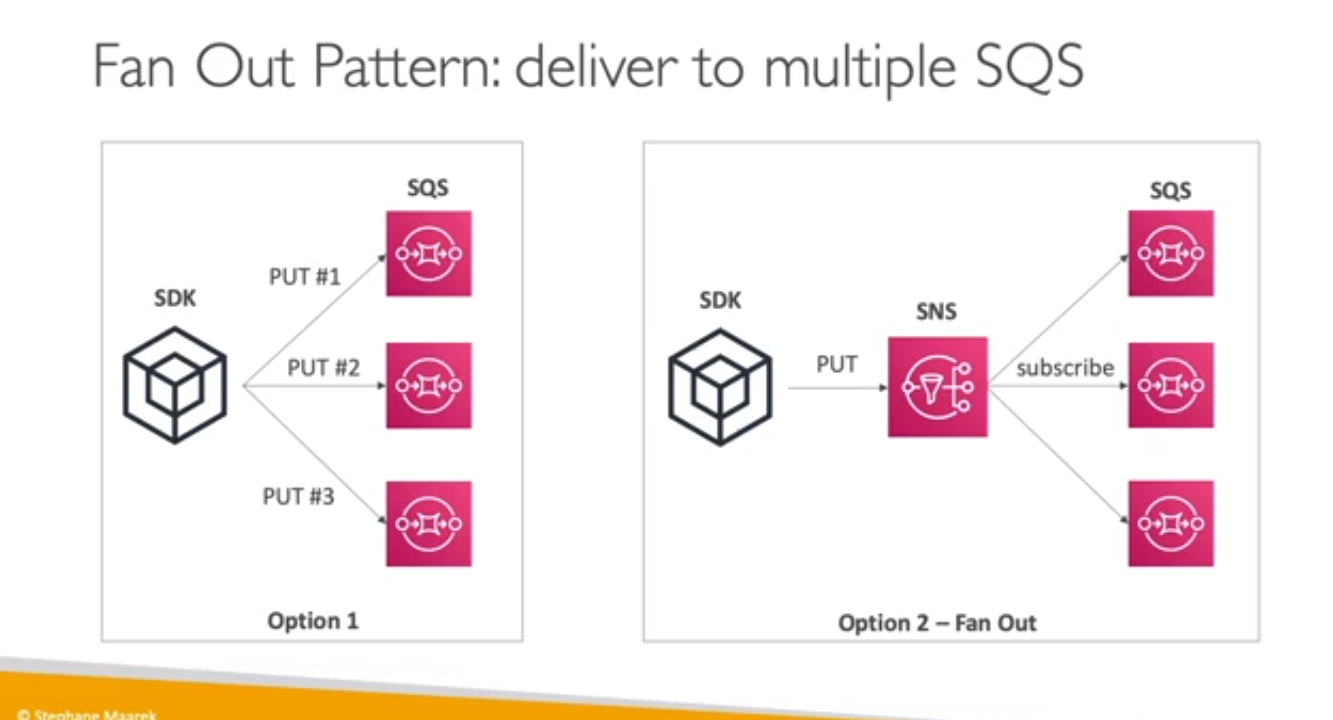 Fan Out Pattern: deliver to multiple SQS
SQS
PUT #1
SDK
PUT #2
PUT #3
Option 1
SQS
SDK
SNS
PUT
subscribe
Option 2 – Fan Out
© Stephane Maarek